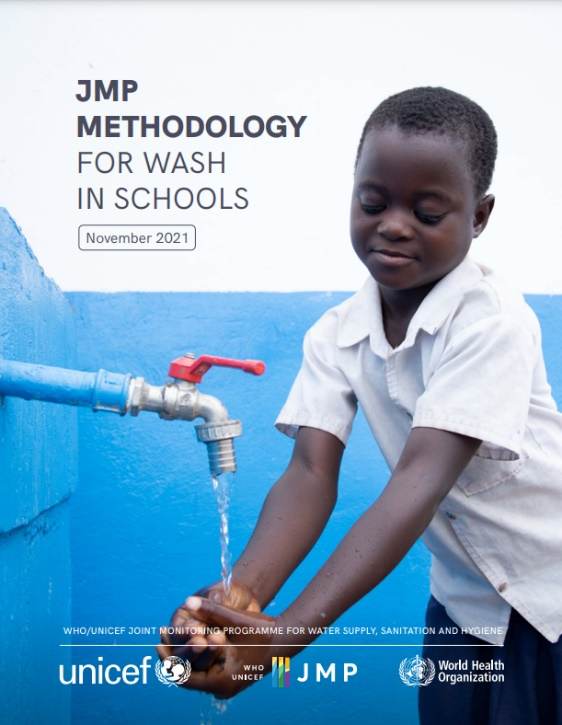 JMP
METHODOLOGY
FOR WASH
IN SCHOOLS
November 2021
WHO/UNICEF JOINT MONITORING PROGRAMME FOR WATER SUPPLY, SANITATION AND HYGIENE
unicef
WHO
UNICEF
JMP
World Health
Organization